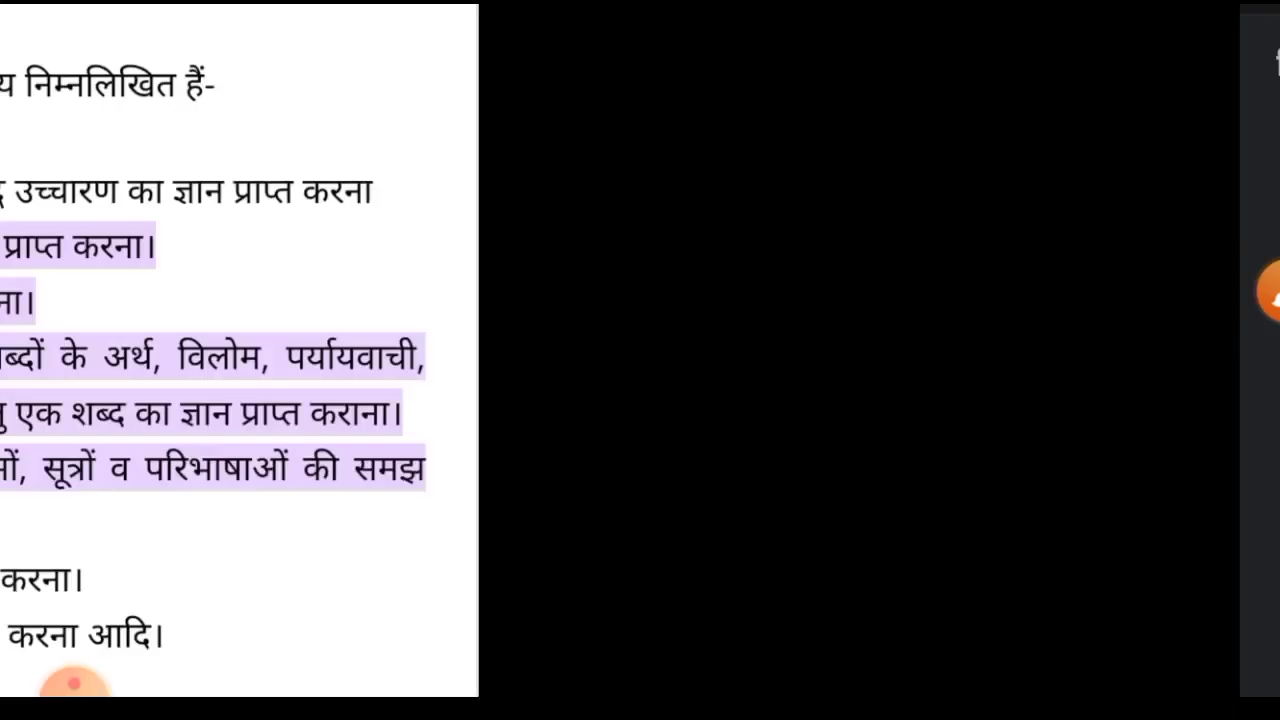 निम्नलिखित हैं-
उच्चारण का ज्ञान प्राप्त करना
प्राप्त करना।
के अर्थ, विलोम, पर्यायवाची,
एक शब्द का ज्ञान प्राप्त कराना।
सूत्रों व परिभाषाओं की समझ
करना।
करना आदि।